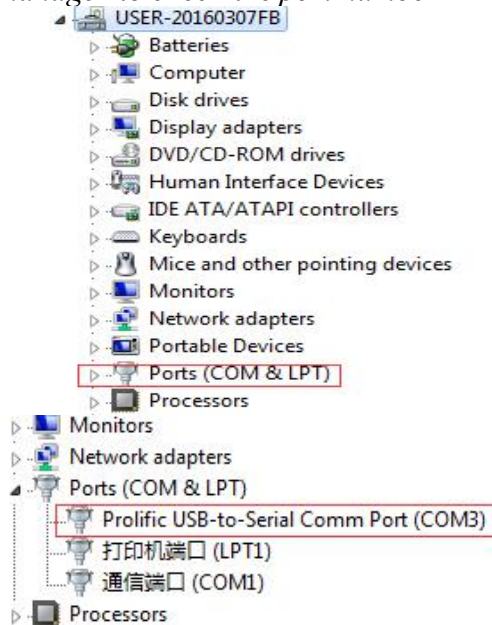 USER-20160307FB
Batteries
Computer
Disk drives
Display adapters
DVD/CD-ROM drives
Human Interface Devices
IDE ATA/ATAPI controllers
Keyboards
Mice and other pointing devices
Monitors
Network adapters
Portable Devices
Ports (COM & LPT)
Processors
Monitors
Network adapters
Ports (COM & LPT)
Prolific USB-to-Serial Comm Port (COM3)
打印机端口 (LPT1)
通信端口 (COM1)
Processors